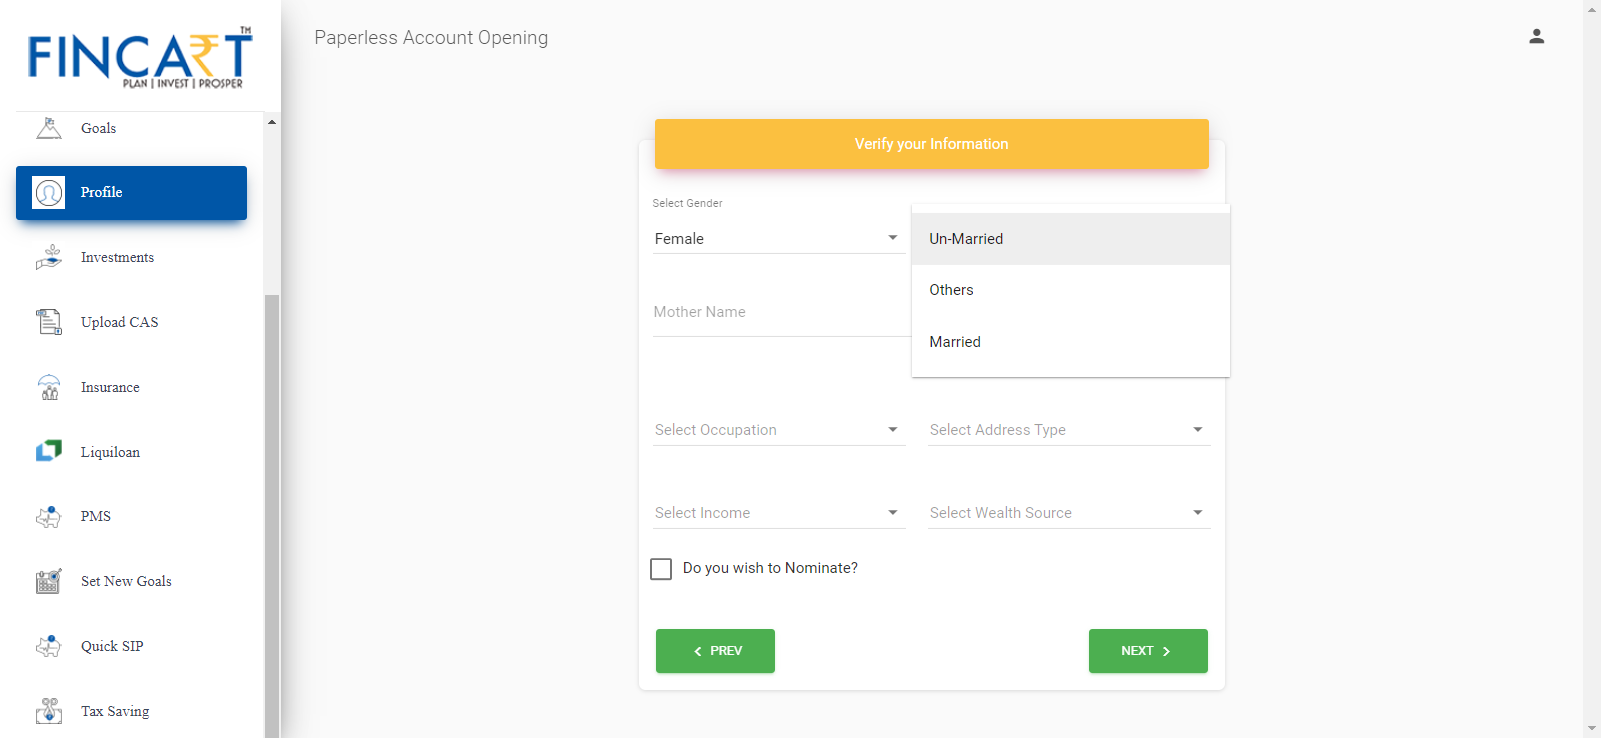 FINCART
TM
PLAN | INVEST | PROSPER
Goals
Profile
Investments
Upload CAS
Insurance
Liquiloan
PMS
Set New Goals
Quick SIP
Tax Saving
Paperless Account Opening
Verify your Information
Select Gender
Female
Un-Married
Others
Married
Mother Name
Select Occupation
Select Address Type
Select Income
Select Wealth Source
Do you wish to Nominate?
PREV
NEXT